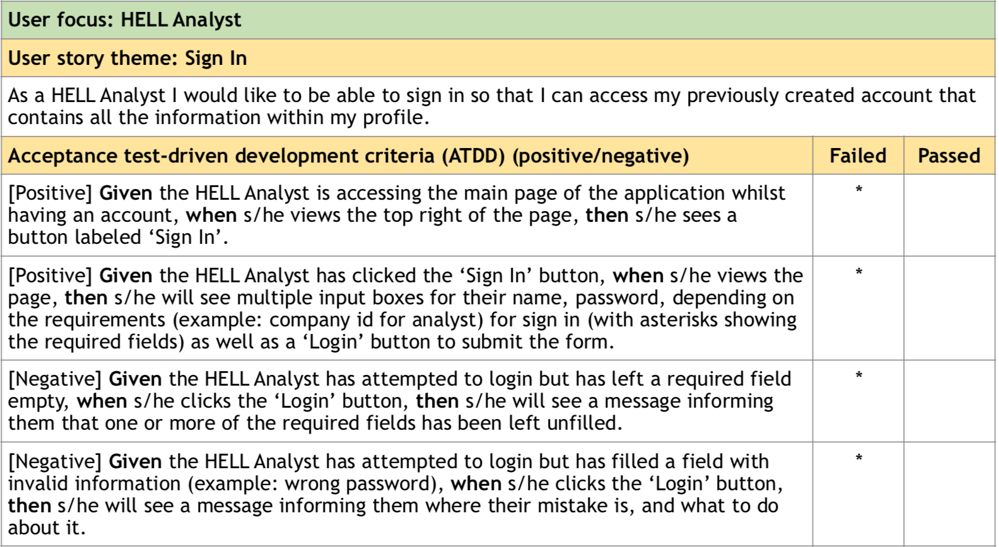 User focus: HELL Analyst
User story theme: Sign In
As a HELL Analyst I would like to be able to sign in so that I can access my previously created account that
contains all the information within my profile.
Acceptance test-driven development criteria (ATDD) (positive/negative) Failed Passed
[Positive] Given the HELL Analyst is accessing the main page of the application whilst *
having an account, when s/he views the top right of the page, then s/he sees a
button labeled ‘Sign In’.
[Positive] Given the HELL Analyst has clicked the ‘Sign In’ button, when s/he views the *
page, then s/he will see multiple input boxes for their name, password, depending on
the requirements (example: company id for analyst) for sign in (with asterisks showing
the required fields) as well as a ‘Login’ button to submit the form.
[Negative] Given the HELL Analyst has attempted to login but has left a required field *
empty, when s/he clicks the ‘Login’ button, then s/he will see a message informing
them that one or more of the required fields has been left unfilled.
[Negative] Given the HELL Analyst has attempted to login but has filled a field with *
invalid information (example: wrong password), when s/he clicks the ‘Login’ button,
then s/he will see a message informing them where their mistake is, and what to do
about it.